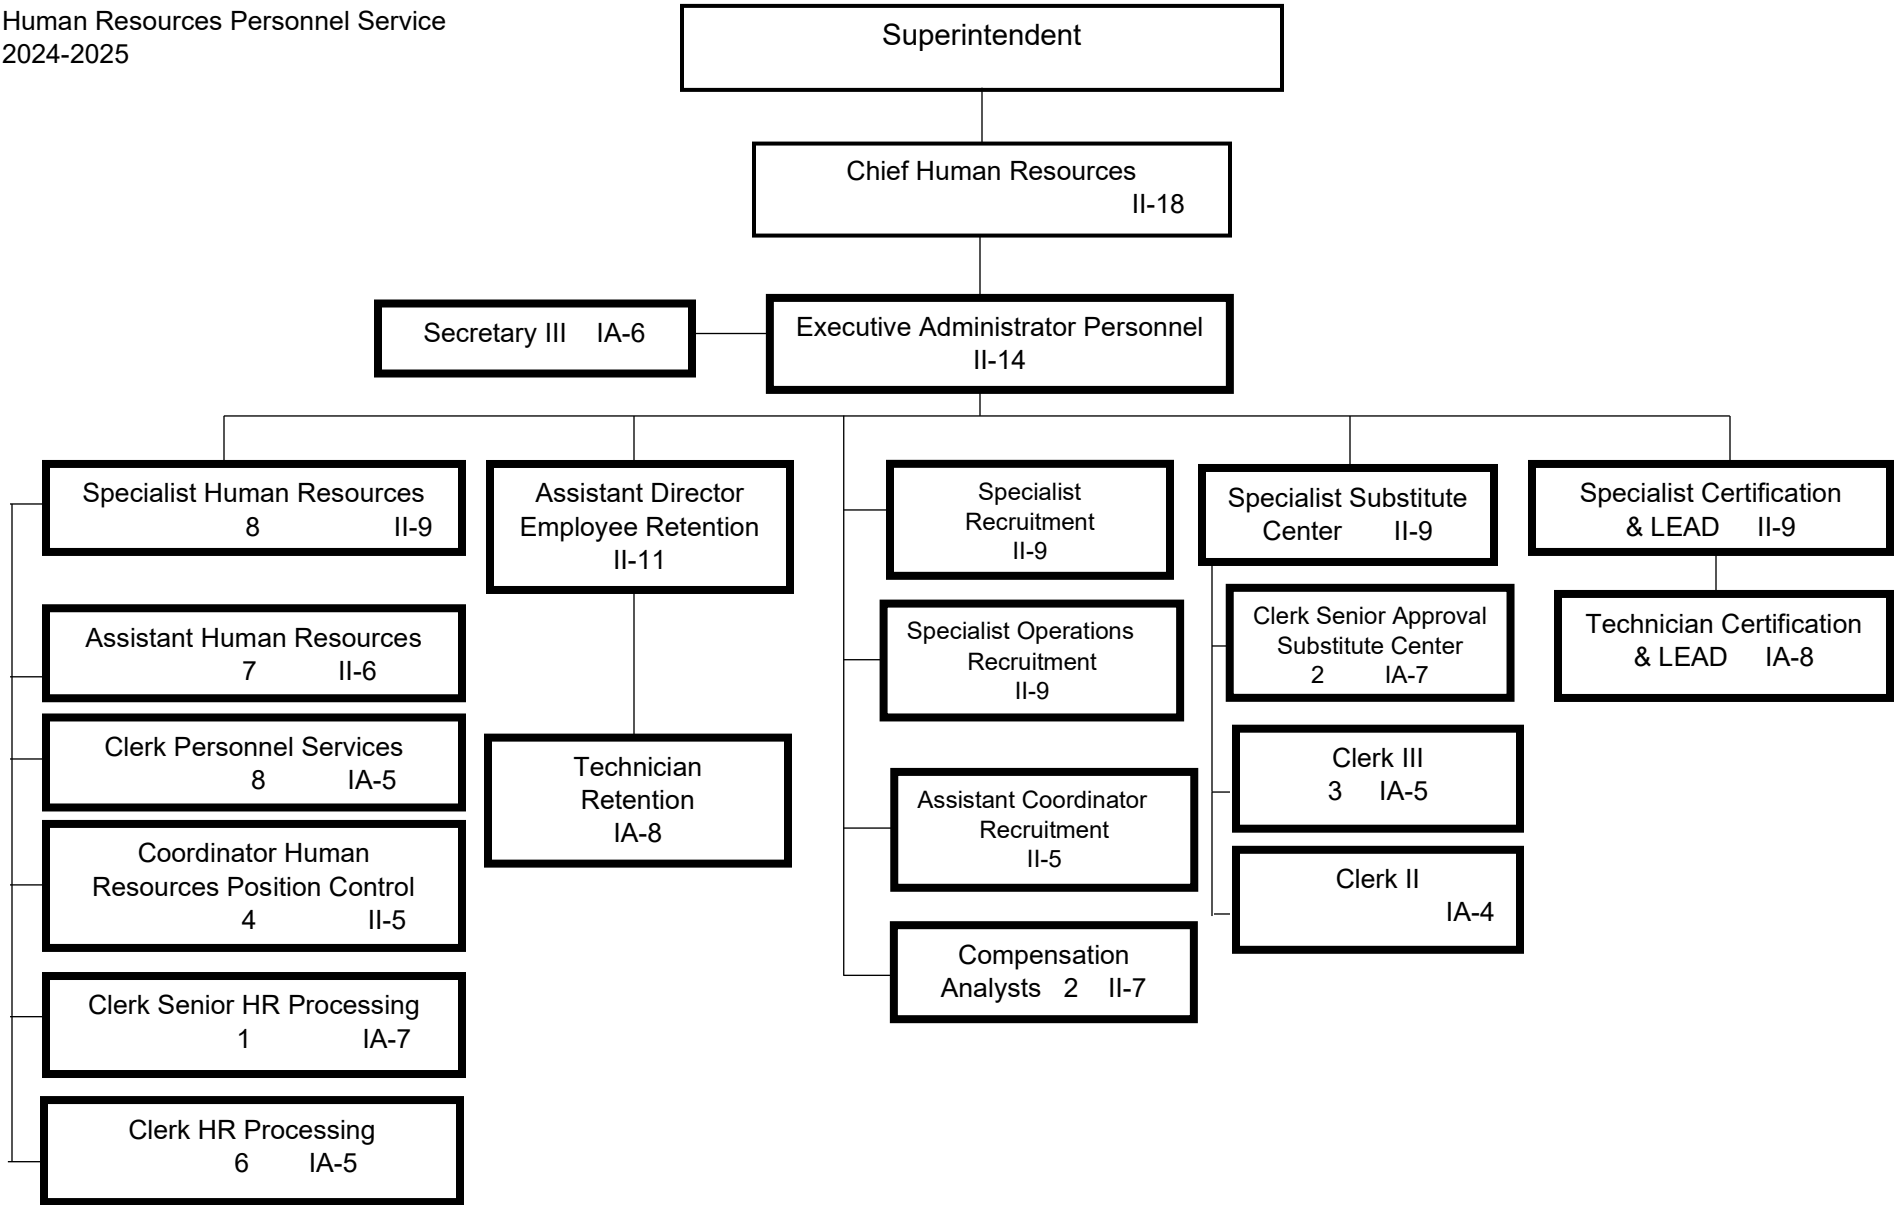 Human Resources Personnel Service
2024-2025
Superintendent
Chief Human Resources
II-18
Secretary III IA-6
Executive Administrator Personnel
II-14
Specialist Human Resources
8 II-9
Assistant Human Resources
7 II-6
Clerk Personnel Services
8 IA-5
Coordinator Human
Resources Position Control
4 II-5
Clerk Senior HR Processing
1 IA-7
Clerk HR Processing
6 IA-5
Assistant Director
Employee Retention
II-11
Technician
Retention
IA-8
Specialist
Recruitment
II-9
Specialist Operations
Recruitment
II-9
Assistant Coordinator
Recruitment
II-5
Compensation
Analysts 2 II-7
Specialist Substitute
Center II-9
Clerk Senior Approval
Substitute Center
2 IA-7
Clerk III
3 IA-5
Clerk II
IA-4
Specialist Certification
& LEAD II-9
Technician Certification
& LEAD IA-8